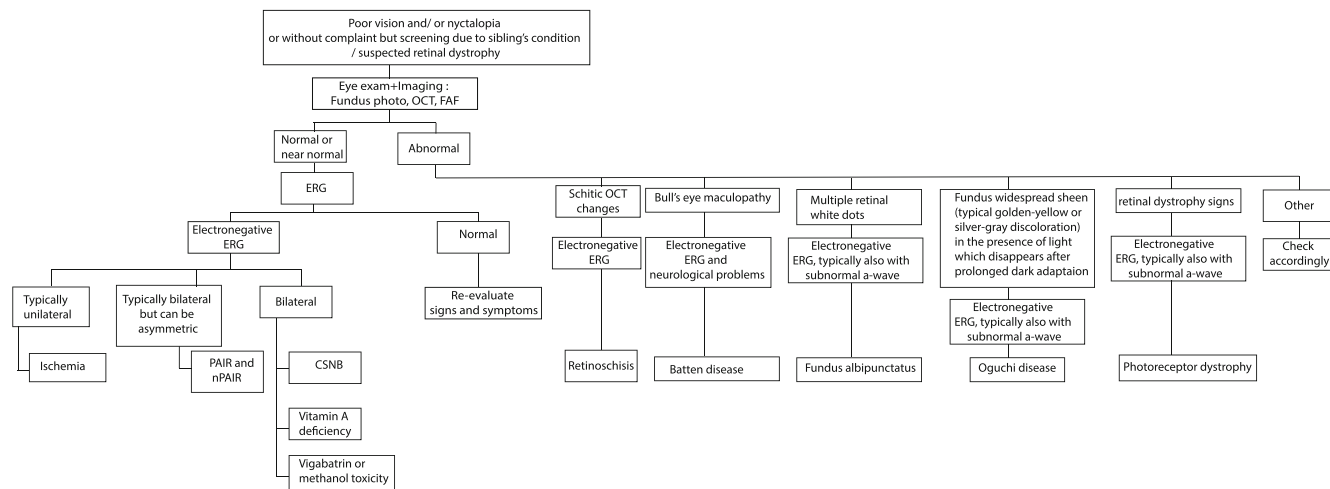 Poor vision and/ or nyctalopia
or without complaint but screening due to sibling's condition
/ suspected retinal dystrophy
Eye exam+Imaging :
Fundus photo, OCT, FAF
Normal or
near normal
Abnormal
ERG
Electronegative
ERG
Normal
Typically
unilateral
Typically bilateral
but can be
asymmetric
Bilateral
Re-evaluate
signs and symptoms
Ischemia
PAIR and
nPAIR
CSNB
Vitamin A
deficiency
Vigabatrin or
methanol toxicity
Schitic OCT
changes
Electronegative
ERG
Retinoschisis
Bull's eye maculopathy
Electronegative
ERG and
neurological problems
Batten disease
Multiple retinal
white dots
Electronegative
ERG, typically also with
subnormal a-wave
Fundus albipunctatus
Fundus widespread sheen
(typical golden-yellow or
silver-gray discoloration)
in the presence of light
which disappears after
prolonged dark adaptaion
Electronegative
ERG, typically also with
subnormal a-wave
Oguchi disease
retinal dystrophy signs
Electronegative
ERG, typically also with
subnormal a-wave
Photoreceptor dystrophy
Other
Check
accordingly